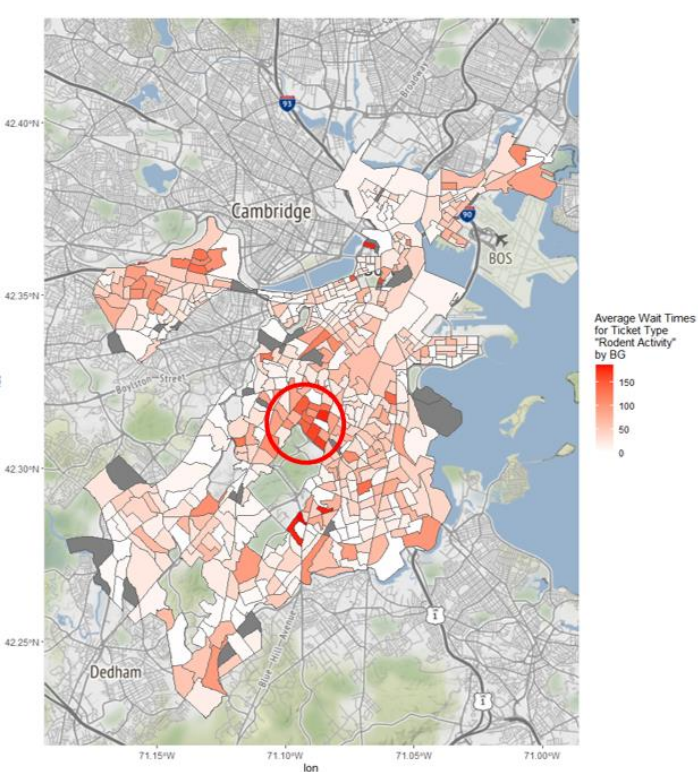 93
Broadway
42.40°N
Cambridge
90
BOS
42.35°N
Average Wait Times
for Ticket Type
"Rodent Activity"
by BG
150
100
50
0
Boylston Street
42.30°N
1
42.25°N
Dedham
Blue Hill Avenue
1
71.15°W
71.10°W
71.05°W
71.00°W
lon